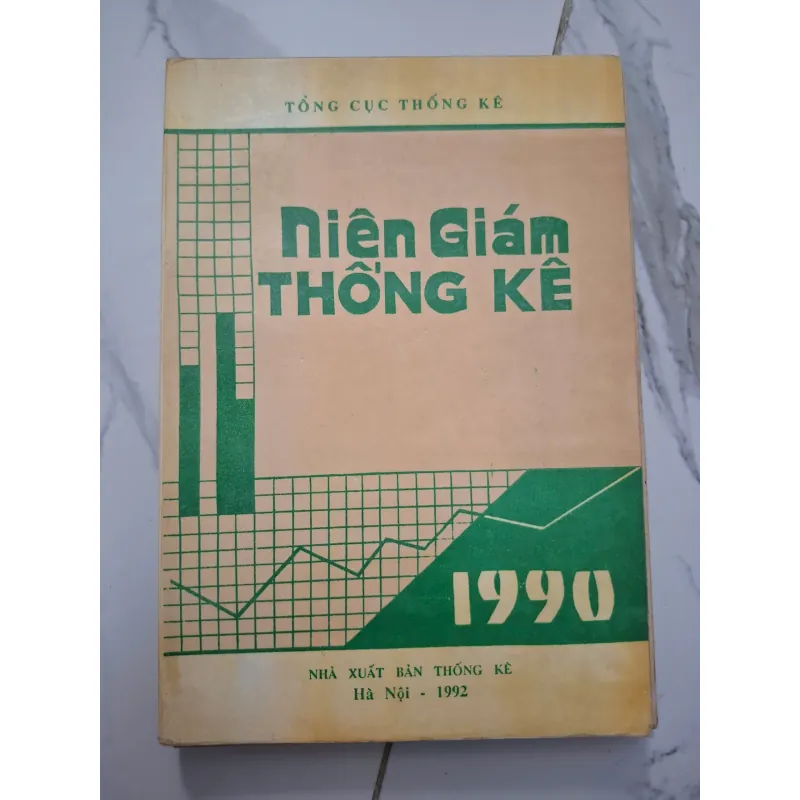 TỔNG CỤC THỐNG KÊ
Niên Giám
THỐNG KÊ
1990
NHÀ XUẤT BẢN THỐNG KÊ
Hà Nội - 1992